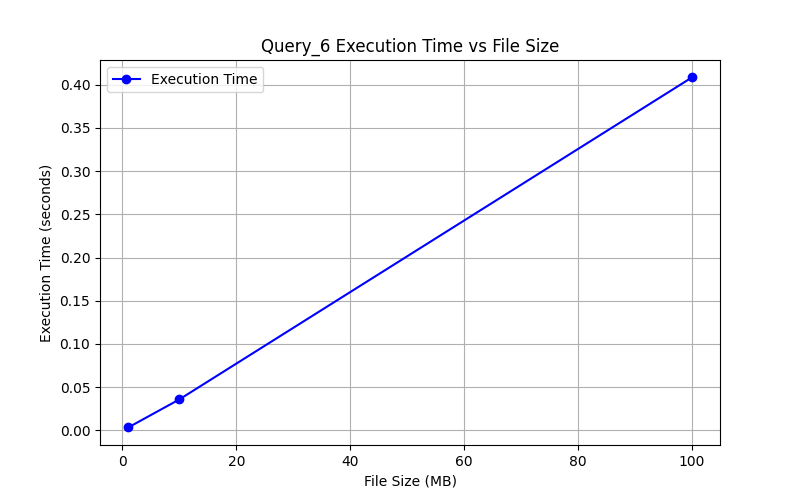 Query_6 Execution Time vs File Size
Execution Time
Execution Time (seconds)
0.40
0.35
0.30
0.25
0.20
0.15
0.10
0.05
0.00
0 20 40 60 80 100
File Size (MB)